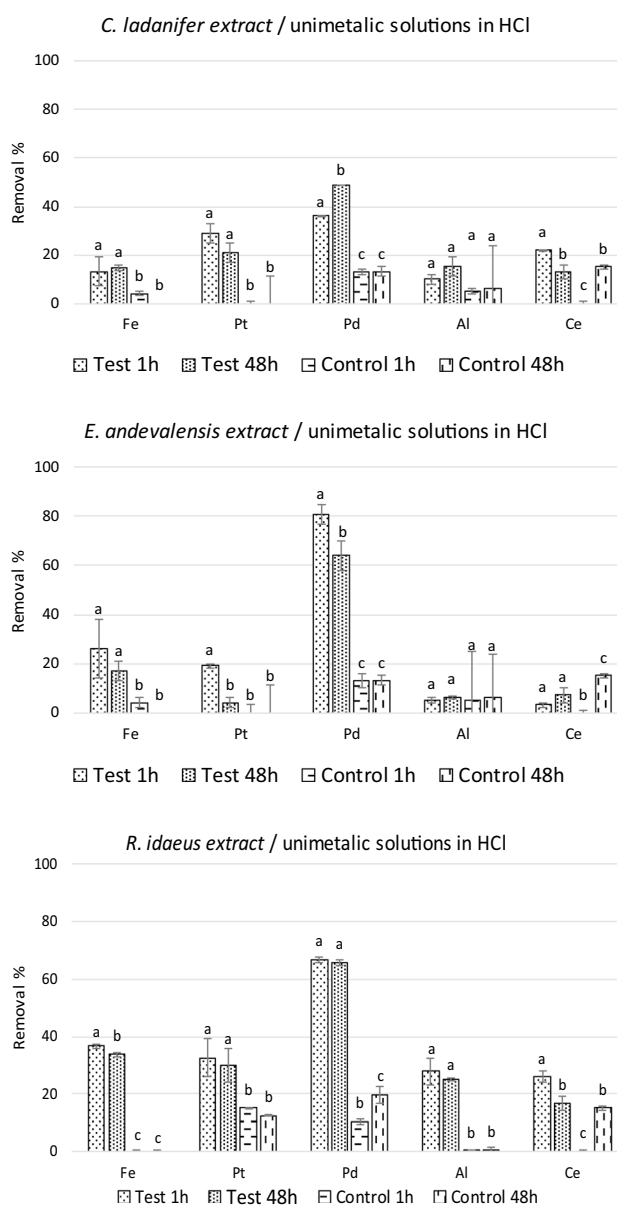 C. ladanifer extract / unimetalic solutions in HCl
100
80
60
40
20
0
Removal %
a a b b
a a b b
a b c c
a a a a
a b c b
Fe Pt Pd Al Ce
Test 1h Test 48h Control 1h Control 48h
E. andevalensis extract / unimetalic solutions in HCl
100
80
60
40
20
0
Removal %
a a b b
a b b b
a b c c
a a a a
a a b c
Fe Pt Pd Al Ce
Test 1h Test 48h Control 1h Control 48h
R. idaeus extract / unimetalic solutions in HCl
100
80
60
40
20
0
Removal %
a b c c
a a b b
a a b c
a a b b
a b c b
Fe Pt Pd Al Ce
Test 1h Test 48h Control 1h Control 48h